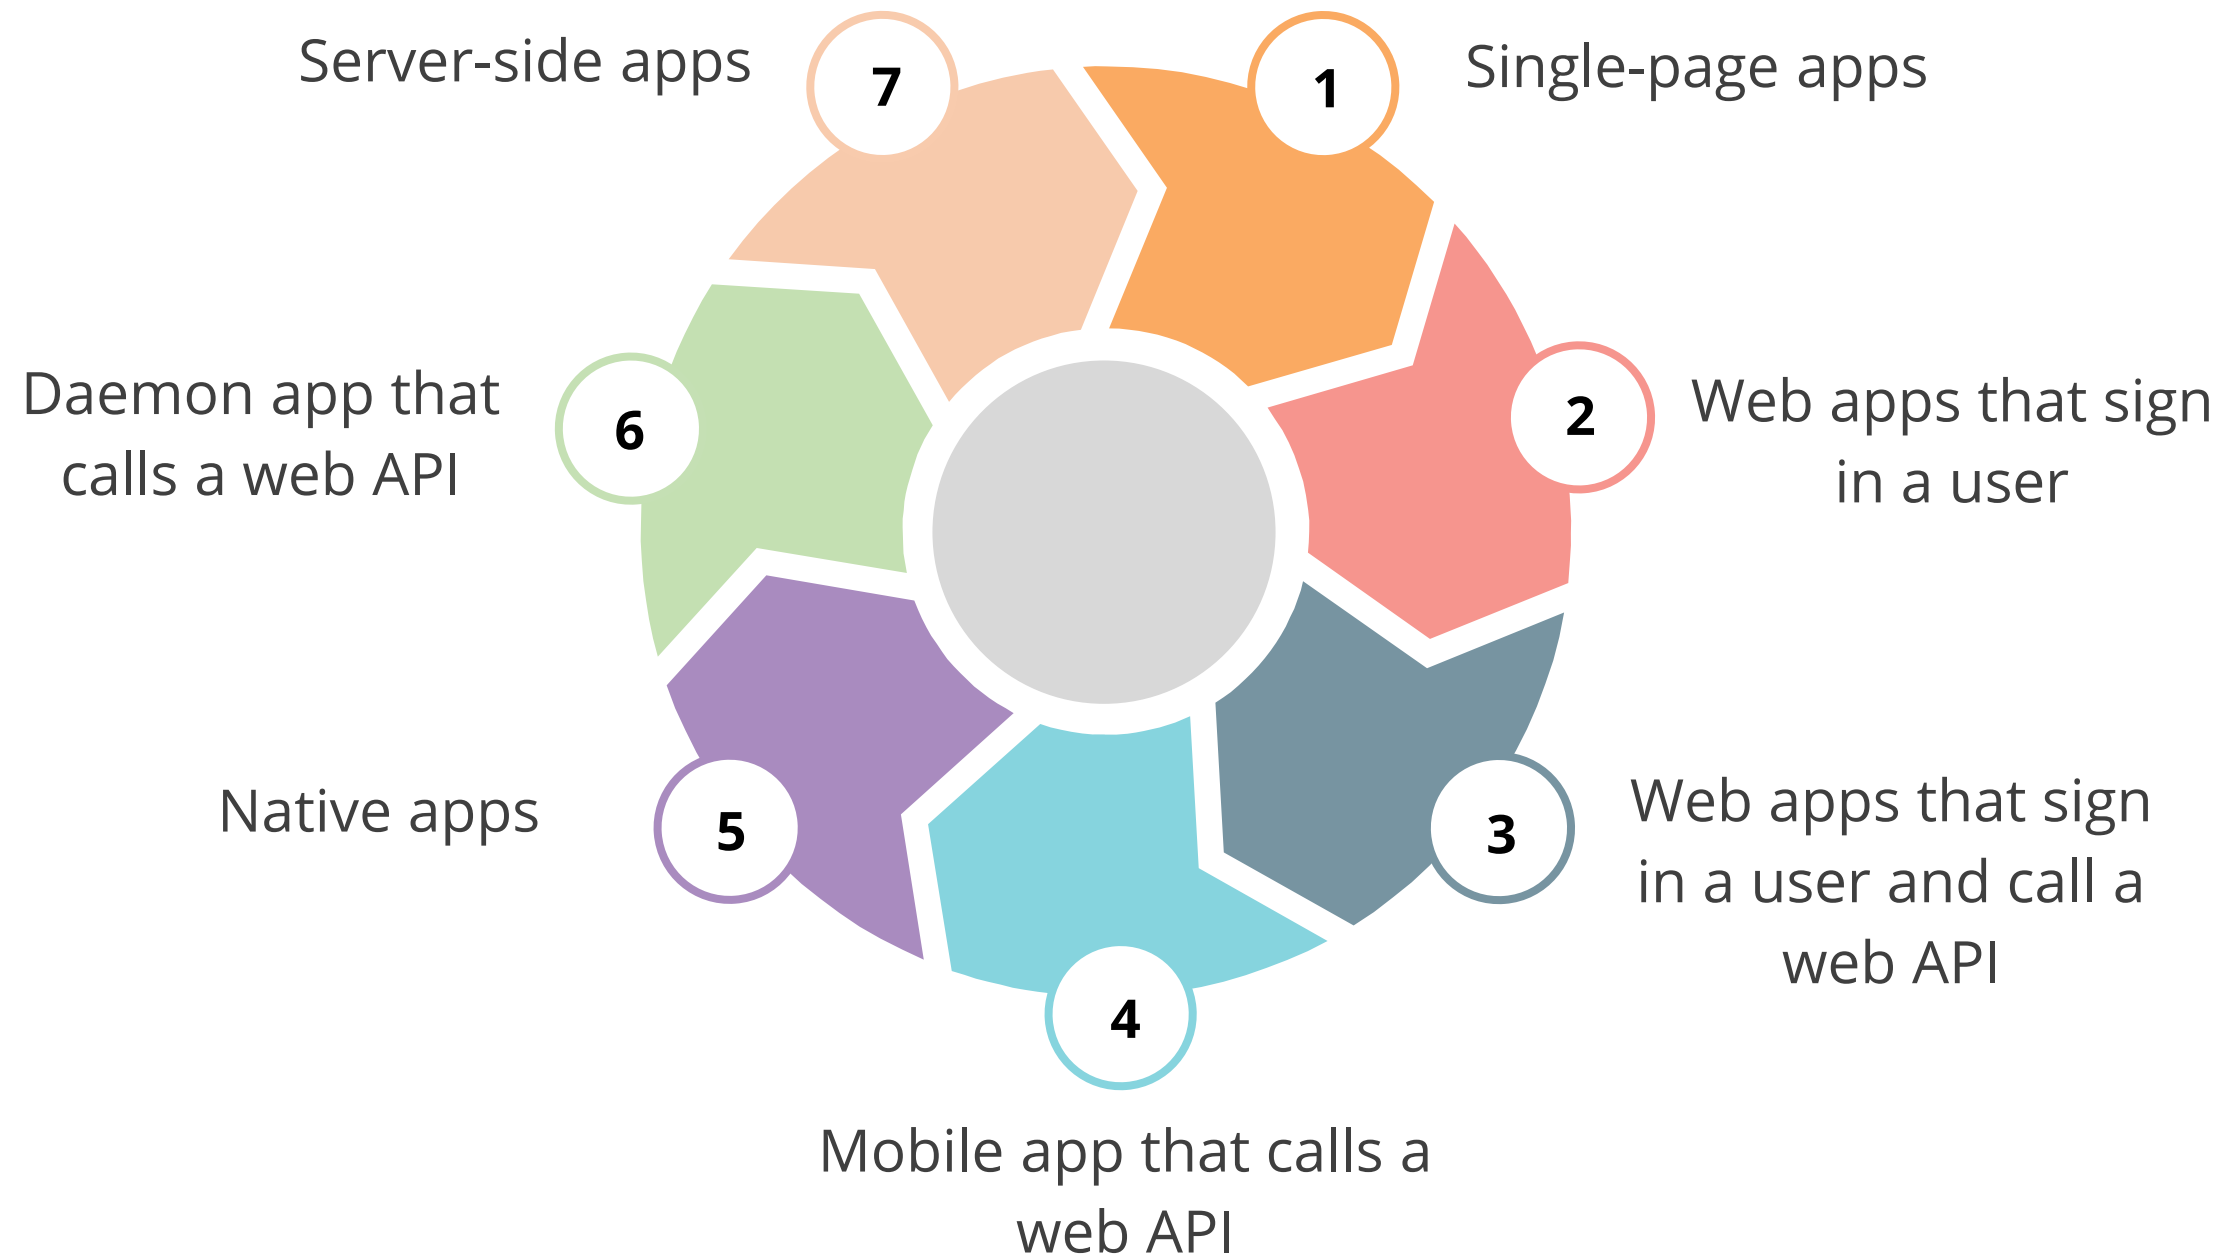 1
Single-page apps
2
Web apps that sign
in a user
3
Web apps that sign
in a user and call a
web API
4
Mobile app that calls a
web API
5
Native apps
6
Daemon app that
calls a web API
7
Server-side apps